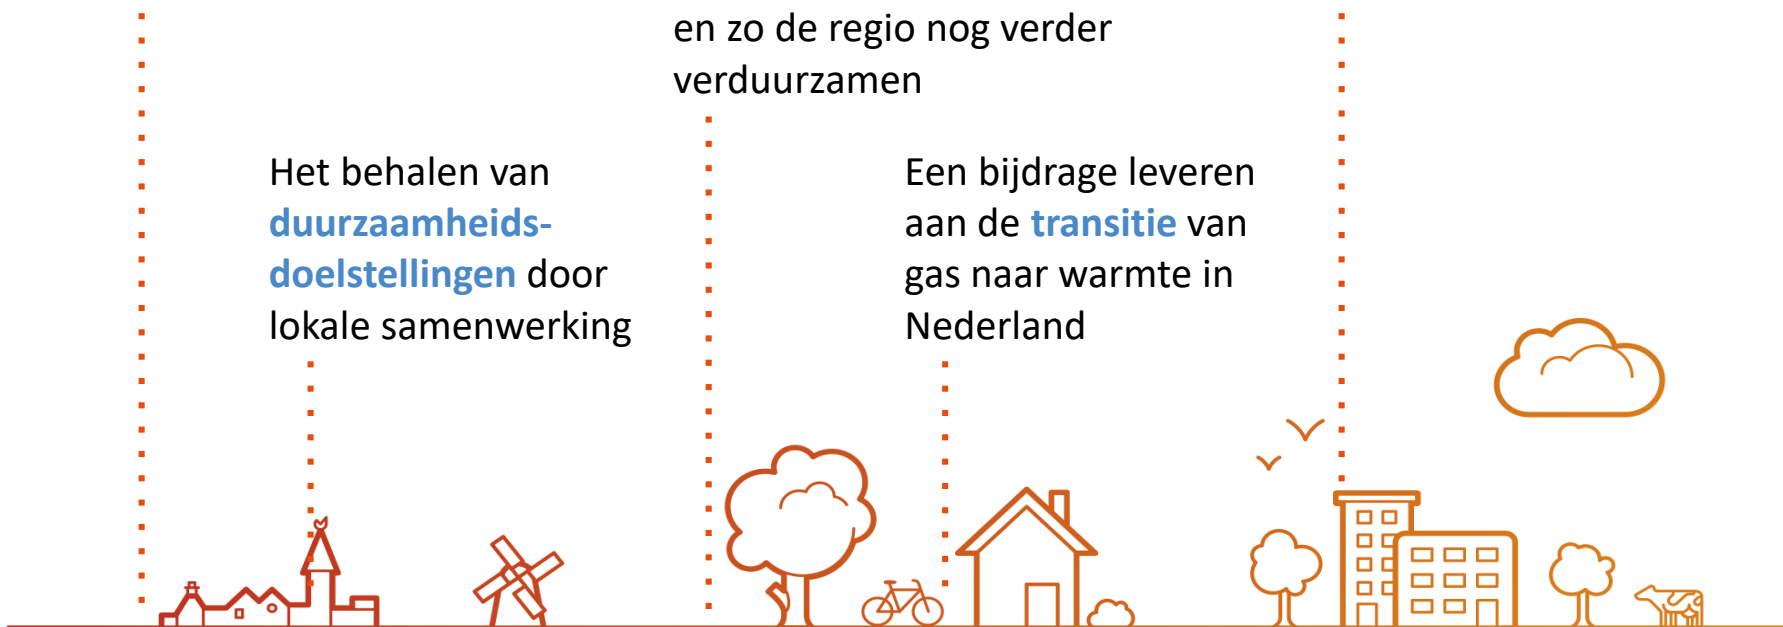 en zo de regio nog verder
verduurzamen
Het behalen van
duurzaamheids-
doelstellingen door
lokale samenwerking
Een bijdrage leveren
aan de transitie van
gas naar warmte in
Nederland